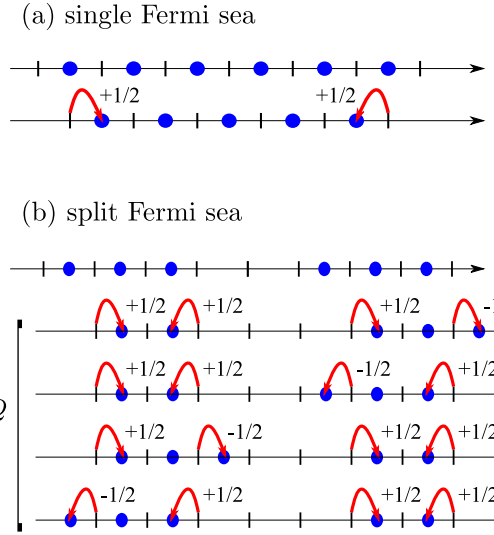 (a) single Fermi sea
+1/2 +1/2
(b) split Fermi sea
+1/2 +1/2 +1/2 -1
+1/2 +1/2 -1/2 +1/2
Q
+1/2 -1/2 +1/2 +1/2
-1/2 +1/2 +1/2 +1/2